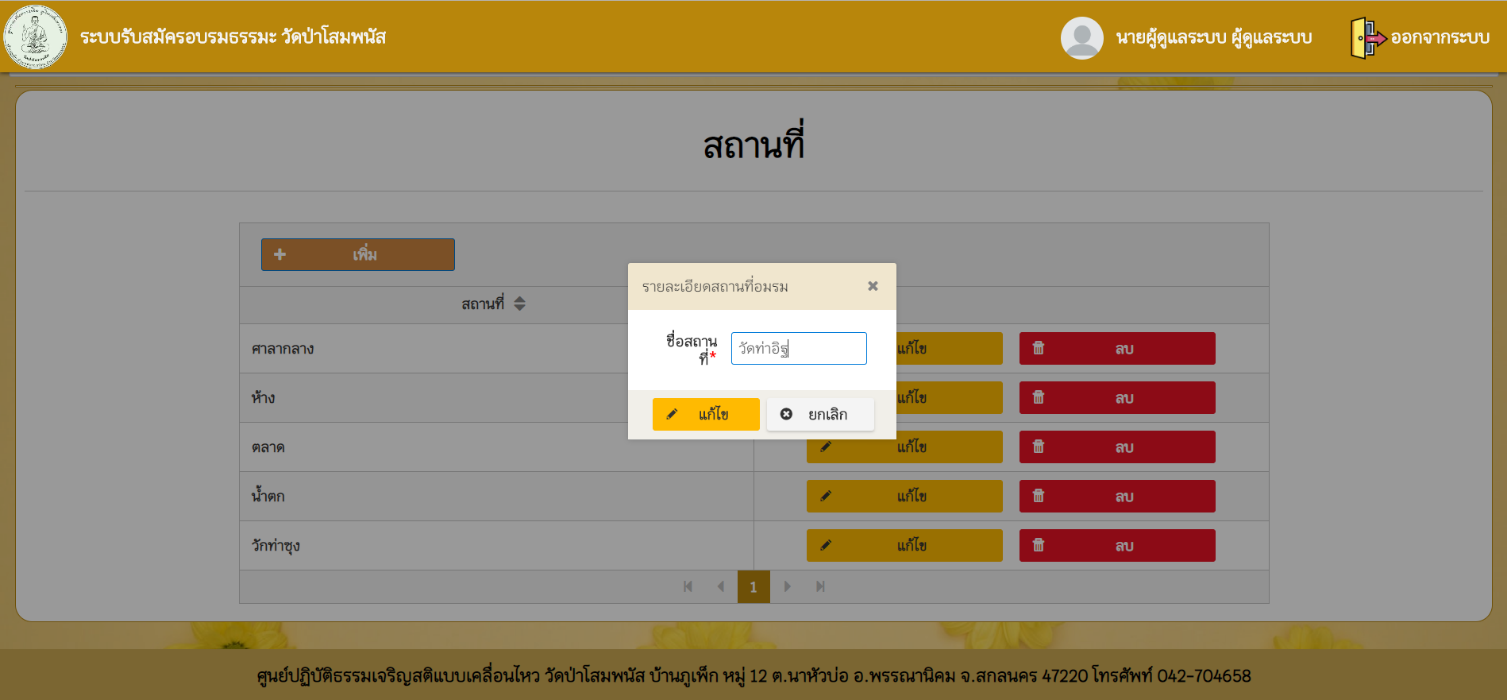 ระบบรับสมัครอบรมธรรมะ วัดป่าโสมพนัส
นายผู้ดูแลระบบ ผู้ดูแลระบบ
ออกจากระบบ
สถานที่
เพิ่ม
สถานที่
รายละเอียดสถานที่อมรม
ชื่อสถาน
ที่*
วัดท่าอิฐ
แก้ไข
ยกเลิก
ศาลากลาง
แก้ไข
ลบ
ห้าง
แก้ไข
ลบ
ตลาด
แก้ไข
ลบ
น้ำตก
แก้ไข
ลบ
วักท่าซุง
แก้ไข
ลบ
1
ศูนย์ปฏิบัติธรรมเจริญสติแบบเคลื่อนไหว วัดป่าโสมพนัส บ้านภูเพ็ก หมู่ 12 ต.นาหัวบ่อ อ.พรรณานิคม จ.สกลนคร 47220 โทรศัพท์ 042-704658